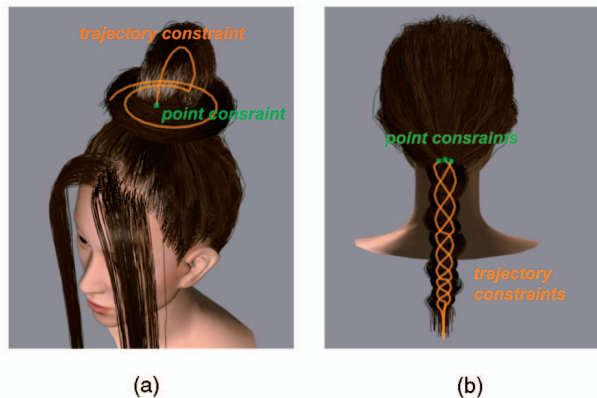 trajectory constraint
point consraint
point consraints
trajectory
constraints
(a)
(b)